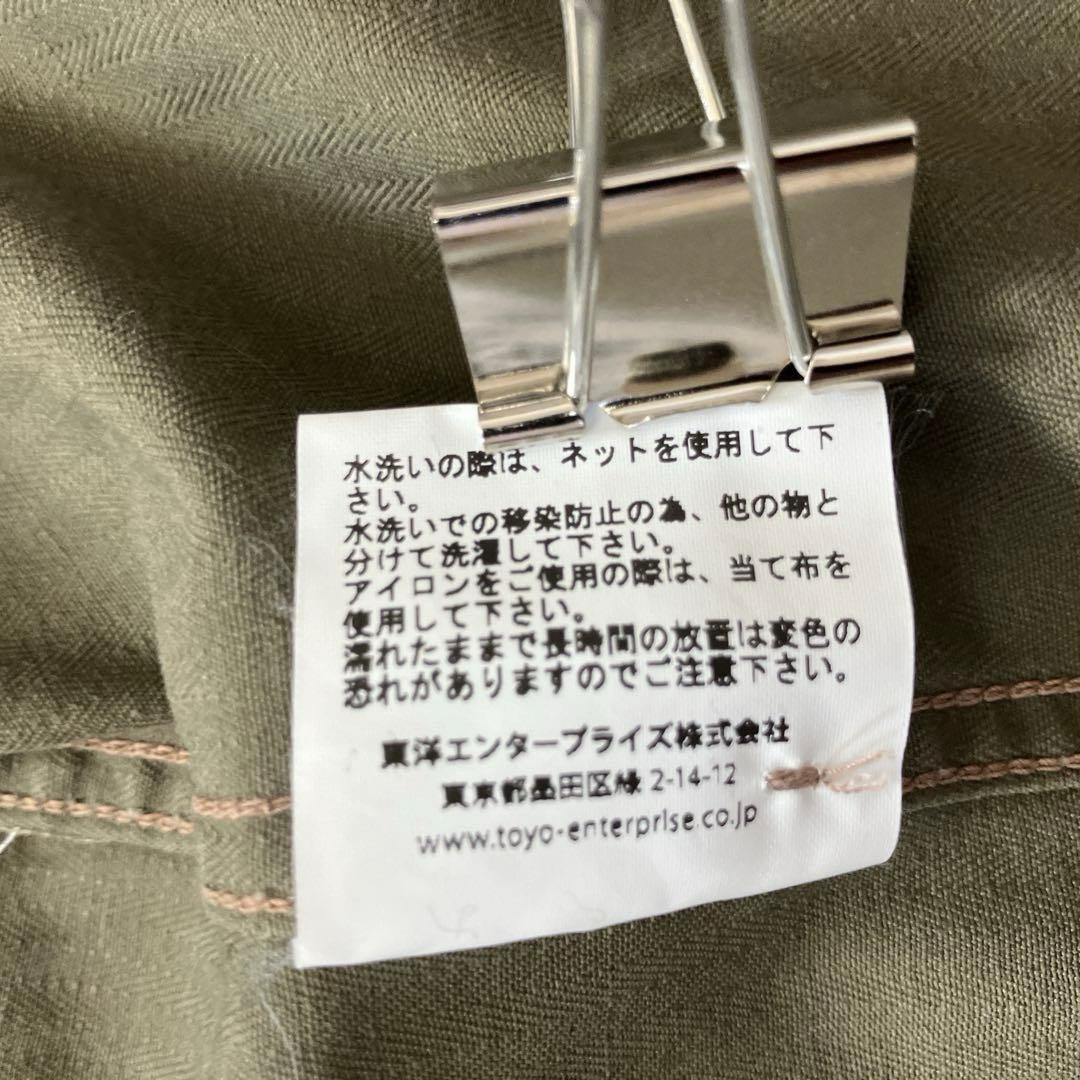 水洗いの際は、ネットを使用して下
さい。
水洗いでの移染防止の為、他の物と
分けて洗濯して下さい。
アイロンをご使用の際は、当て布を
使用して下さい。
濡れたままで長時間の放置は変色の
恐れがありますのでご注意下さい。
東洋エンタープライズ株式会社
東京都墨田区緑 2-14-12
www.toyo-enterprise.co.jp